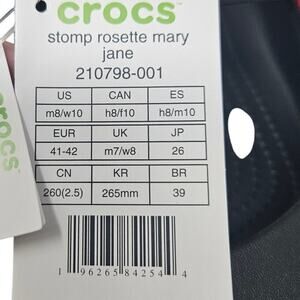 crocs™
stomp rosette mary
jane
210798-001
US CAN ES
m8/w10 h8/f10 h8/m10
EUR UK JP
41-42 m7/w8 26
CN KR BR
260(2.5) 265mm 39
1 96265 84254 4